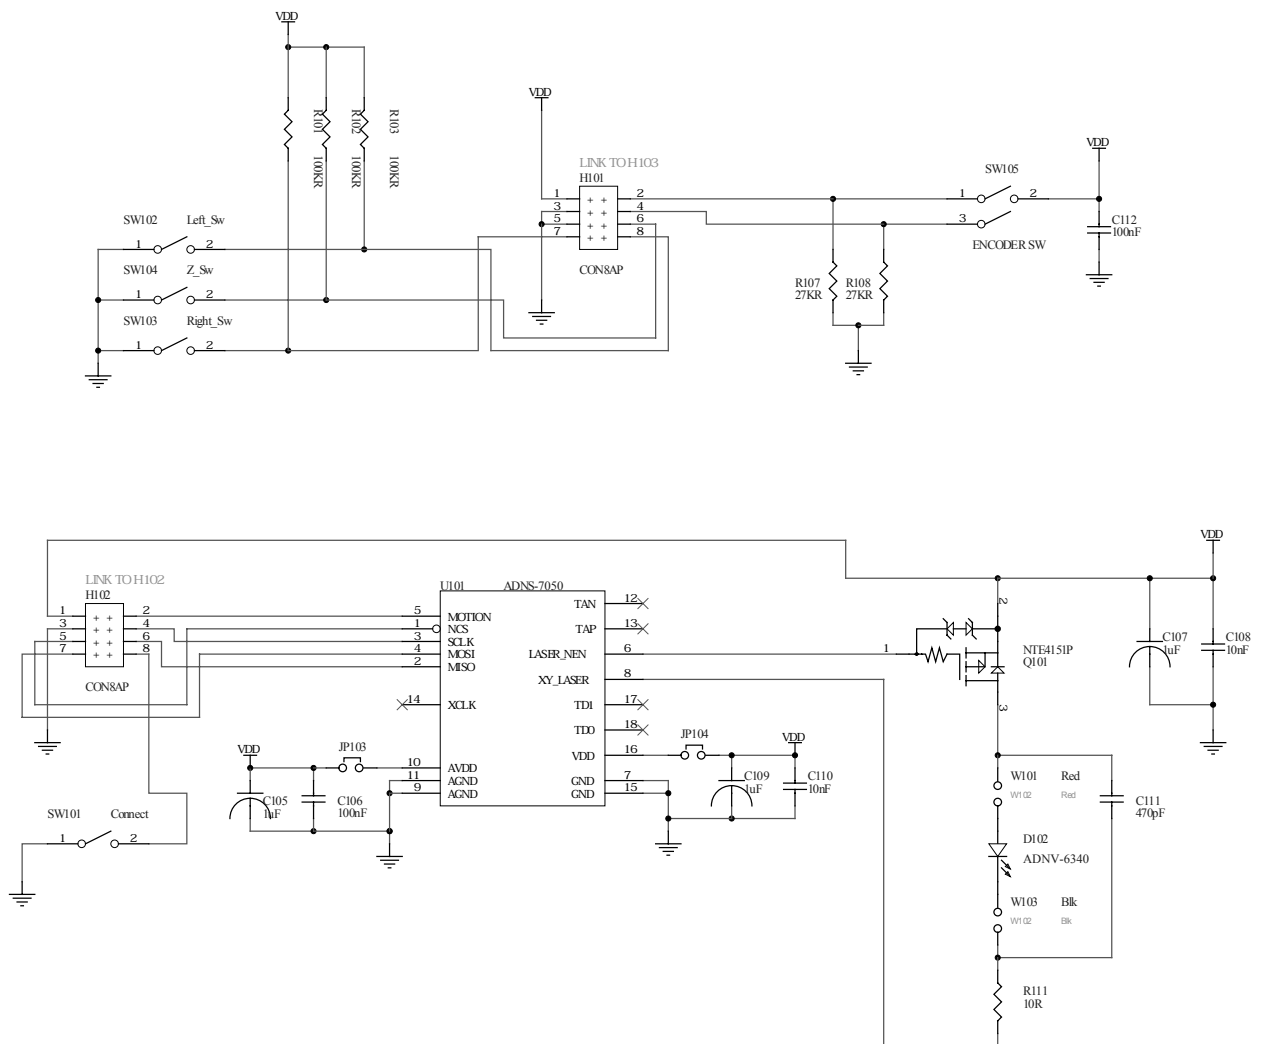 VDD
R101
100KR
R102
100KR
R103
100KR
VDD
LINK TO H103
H101
1
2
3
4
5
6
7
8
CON8AP
VDD
SW105
1
2
3
ENCODER SW
C112
100nF
R107
27KR
R108
27KR
SW102
Left_Sw
1
2
SW104
Z_Sw
1
2
SW103
Right_Sw
1
2
VDD
LINK TO H102
H102
1
2
3
4
5
6
7
8
CON8AP
U101
ADNS-7050
5
MOTION
1
NCS
3
SCLK
4
MOSI
2
MISO
14
XCLK
10
AVDD
11
AGND
9
AGND
TAN
12
TAP
13
LASER_NEN
6
XY_LASER
8
TD1
17
TD0
18
VDD
16
GND
7
GND
15
1
2
3
NTE4151P
Q101
C107
1uF
C108
10nF
VDD
JP103
C105
1uF
C106
100nF
JP104
VDD
C109
1uF
C110
10nF
SW101
Connect
1
2
W101
Red
W102
Red
C111
470pF
D102
ADNV-6340
W103
Blk
W102
Blk
R111
10R